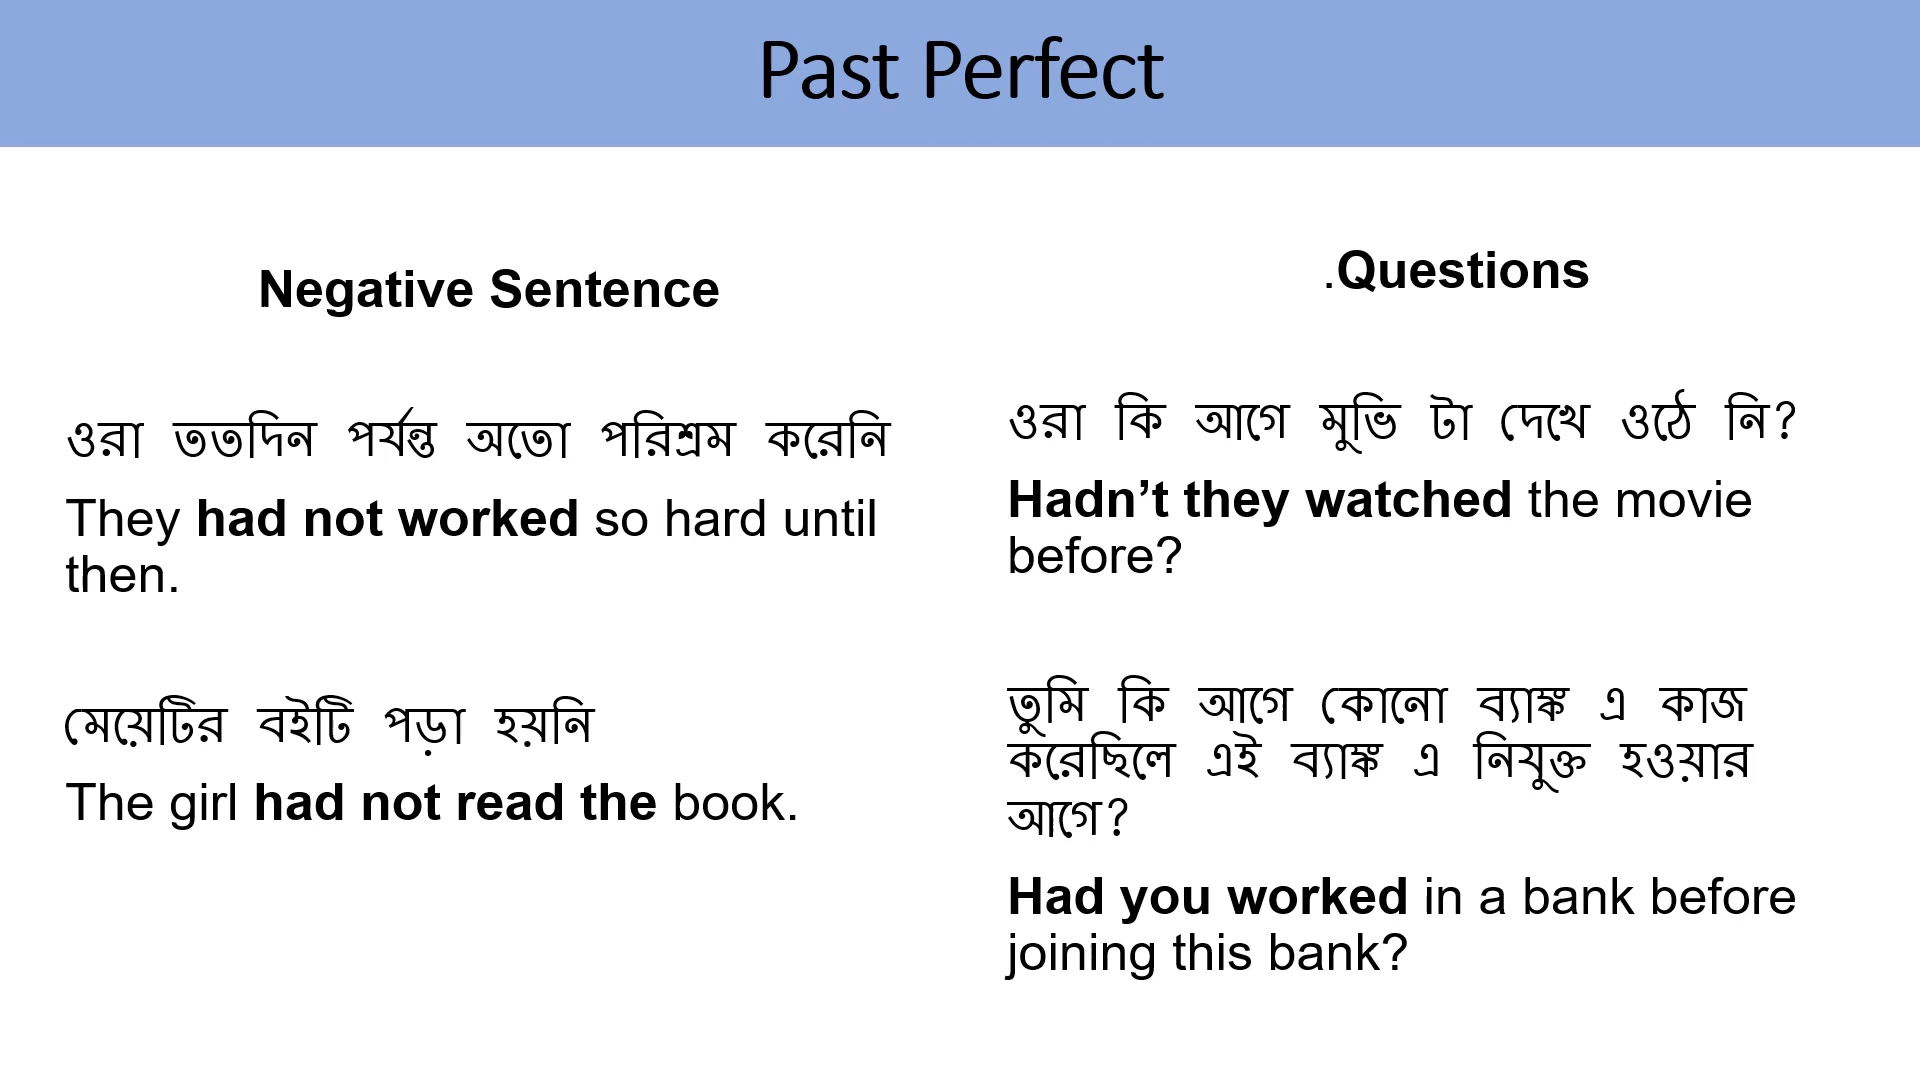 Past Perfect
Negative Sentence
ওরা ততদিন পর্যন্ত অতো পরিশ্রম করেনি
They had not worked so hard until
then.
মেয়েটির বইটি পড়া হয়নি
The girl had not read the book.
.Questions
ওরা কি আগে মুভি টা দেখে ওঠে নি?
Hadn’t they watched the movie
before?
তুমি কি আগে কোনো ব্যাঙ্ক এ কাজ
করেছিলে এই ব্যাঙ্ক এ নিযুক্ত হওয়ার
আগে?
Had you worked in a bank before
joining this bank?